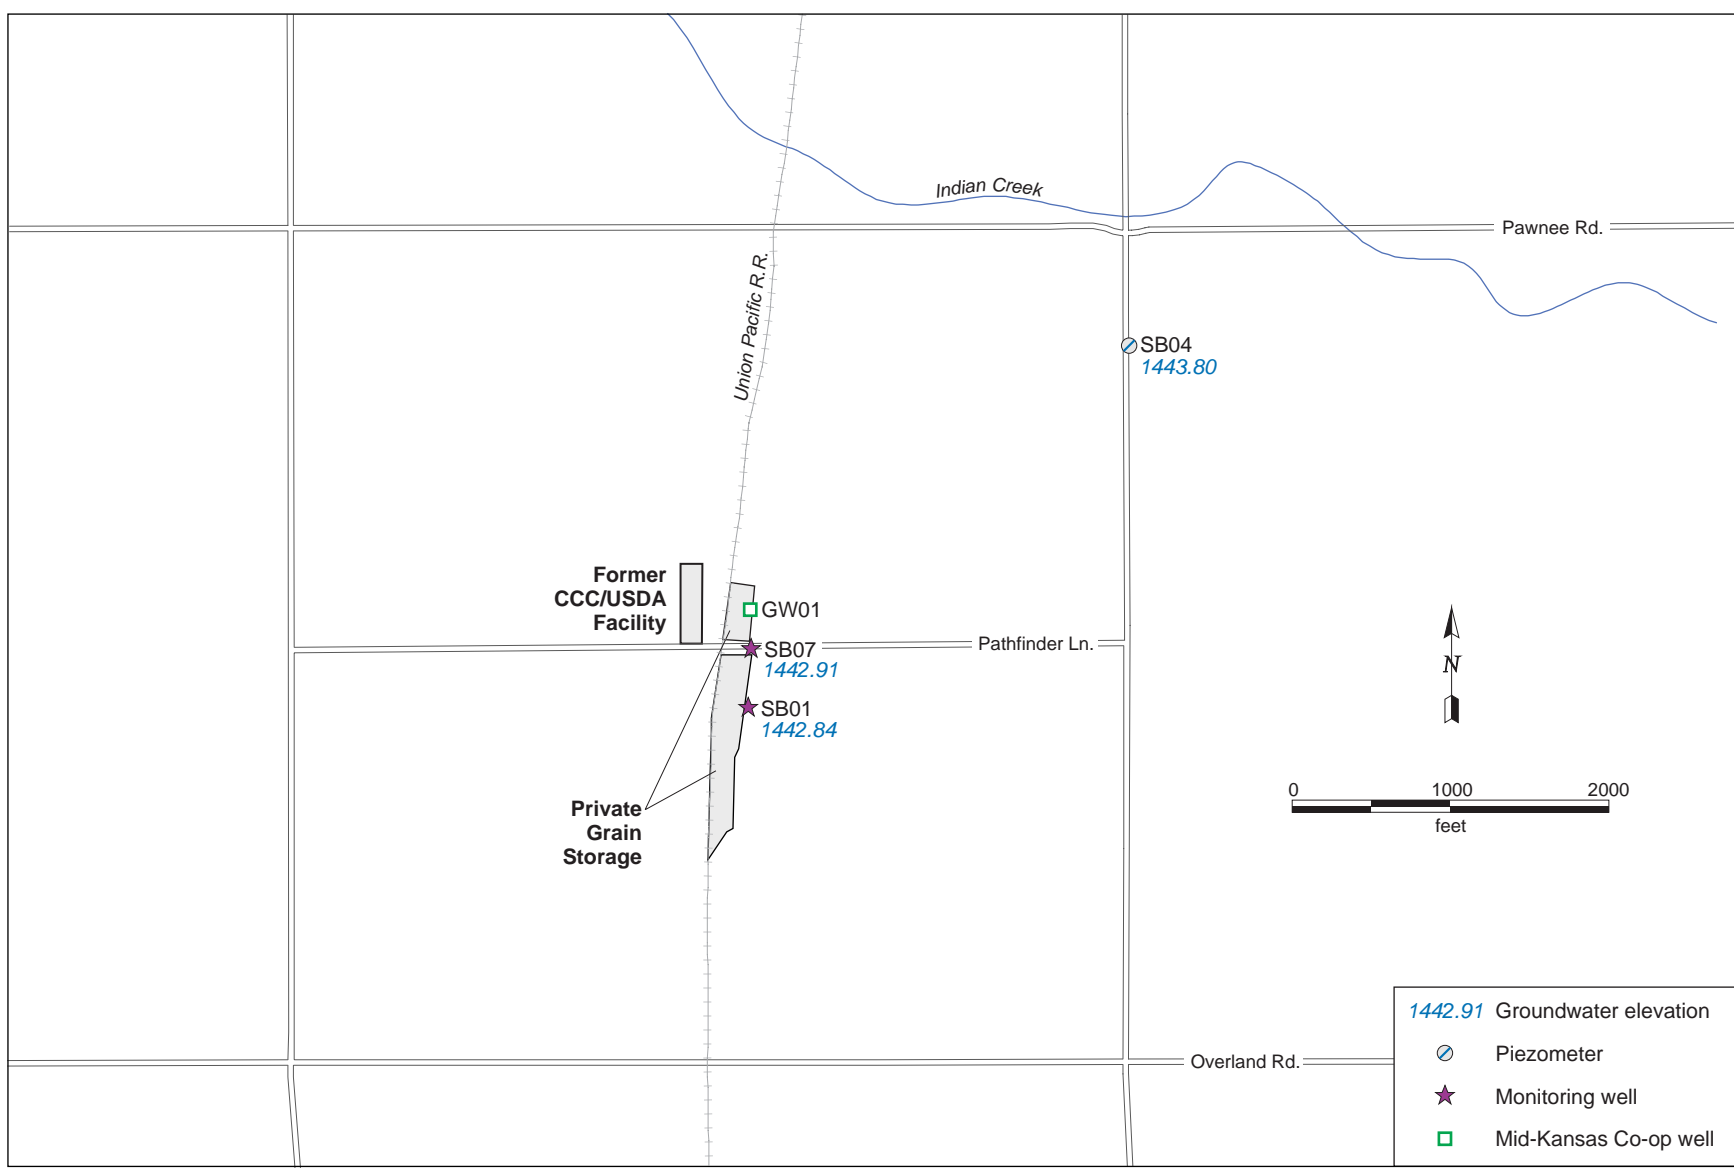 Indian Creek
Pawnee Rd.
Union Pacific R.R.
SB04
1443.80
Former
CCC/USDA
Facility
GW01
SB07
1442.91
Pathfinder Ln.
SB01
1442.84
N
0 1000 2000
feet
Private
Grain
Storage
Overland Rd.
1442.91 Groundwater elevation
Piezometer
Monitoring well
Mid-Kansas Co-op well